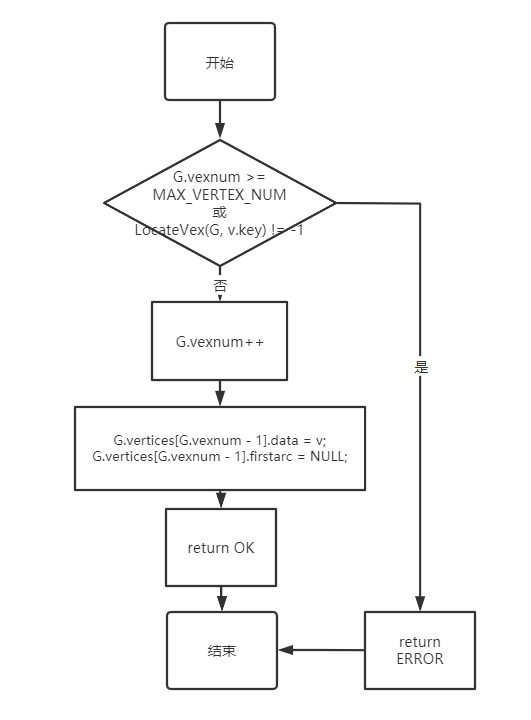 开始
G.vexnum >=
MAX_VERTEX_NUM
或
LocateVex(G, v.key) != -1
否
G.vexnum++
是
G.vertices[G.vexnum - 1].data = v;
G.vertices[G.vexnum - 1].firstarc = NULL;
return OK
结束
return
ERROR